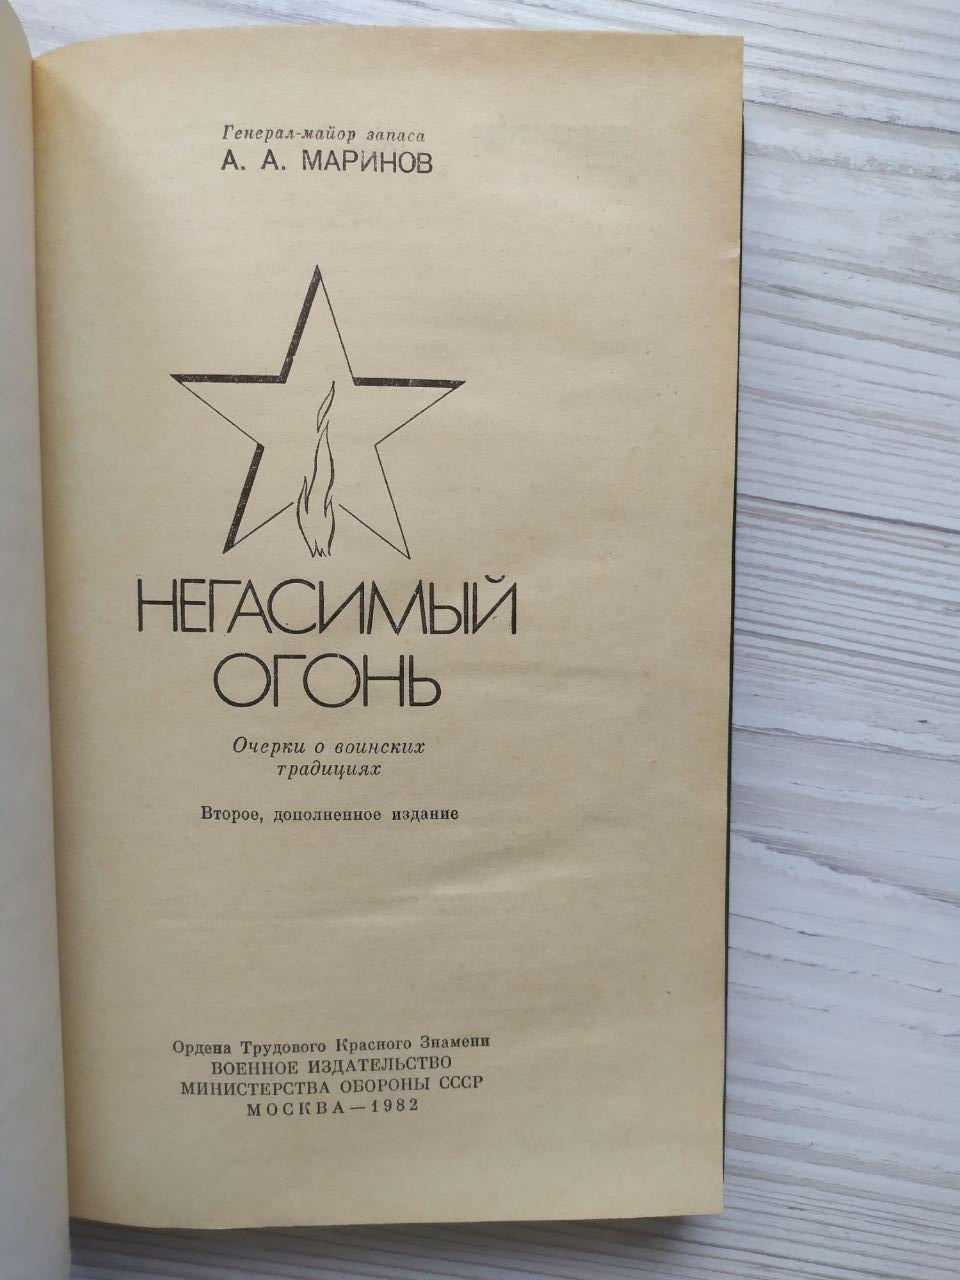 Генерал-майор запаса
А. А. МАРИНОВ
НЕГАСИМЫЙ
ОГОНЬ
Очерки о воинских
традициях
Второе, дополненное издание
Ордена Трудового Красного Знамени
ВОЕННОЕ ИЗДАТЕЛЬСТВО
МИНИСТЕРСТВА ОБОРОНЫ СССР
МОСКВА — 1982